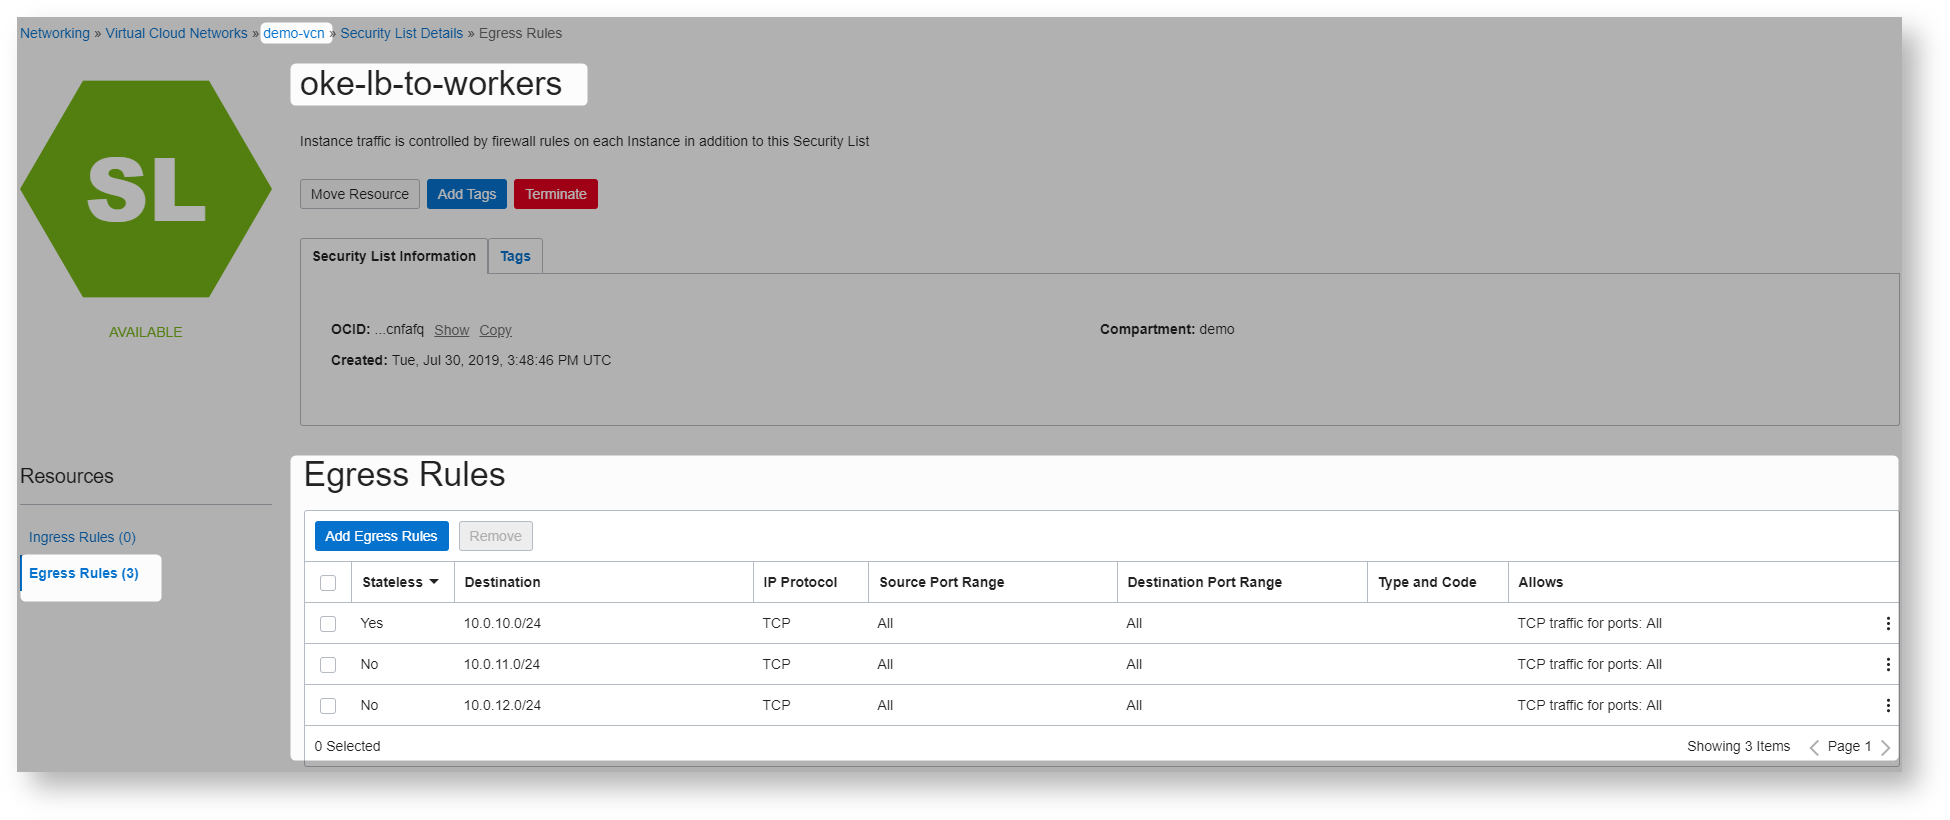 Networking » Virtual Cloud Networks » demo-vcn » Security List Details » Egress Rules
oke-lb-to-workers
SL
AVAILABLE
Instance traffic is controlled by firewall rules on each Instance in addition to this Security List
Move Resource Add Tags Terminate
Security List Information Tags
OCID: ...cnfafq Show Copy Compartment: demo
Created: Tue, Jul 30, 2019, 3:48:46 PM UTC
Resources
Ingress Rules (0)
Egress Rules (3)
Egress Rules
Add Egress Rules Remove
Stateless Destination IP Protocol Source Port Range Destination Port Range Type and Code Allows
Yes 10.0.10.0/24 TCP All All TCP traffic for ports: All
No 10.0.11.0/24 TCP All All TCP traffic for ports: All
No 10.0.12.0/24 TCP All All TCP traffic for ports: All
0 Selected Showing 3 Items Page 1